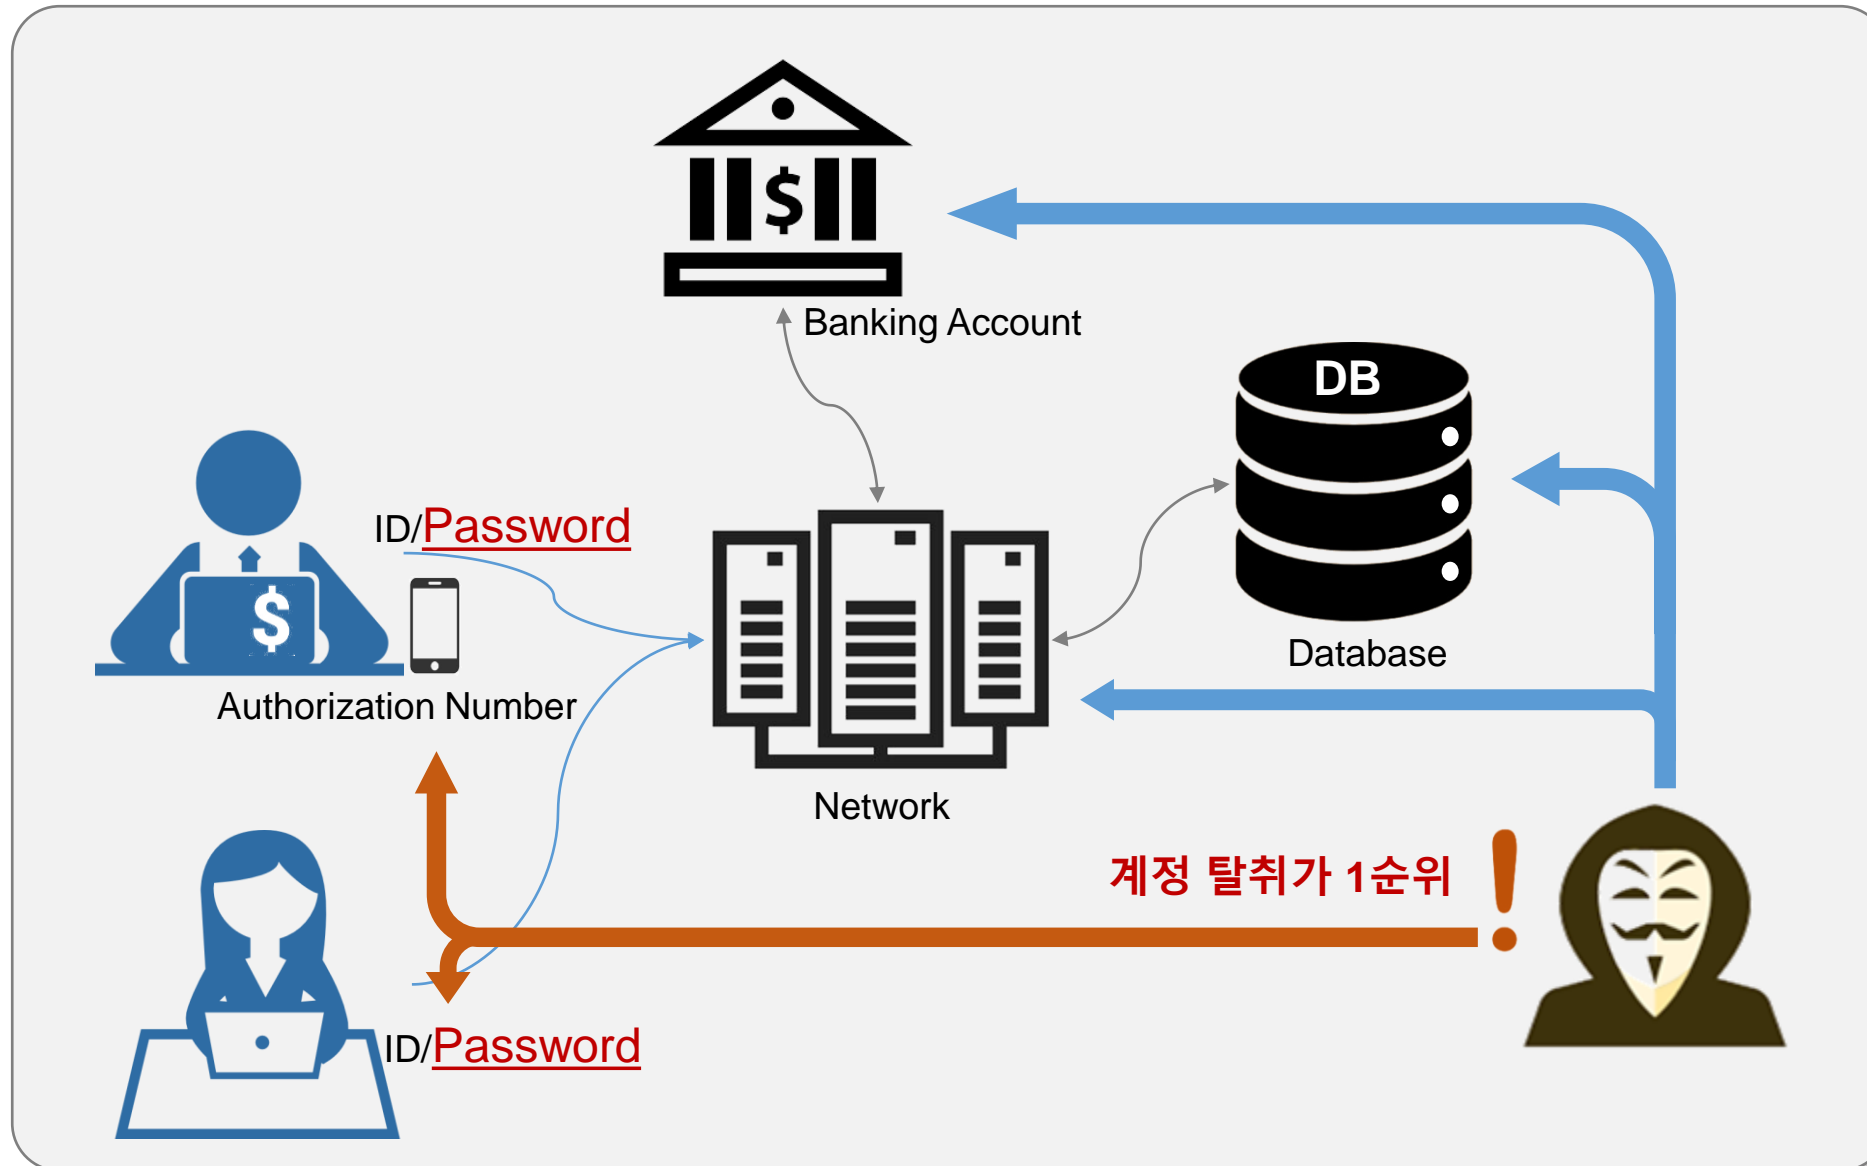 $
Banking Account
DB
ID/Password
$
Database
Authorization Number
Network
계정 탈취가 1순위
!
ID/Password